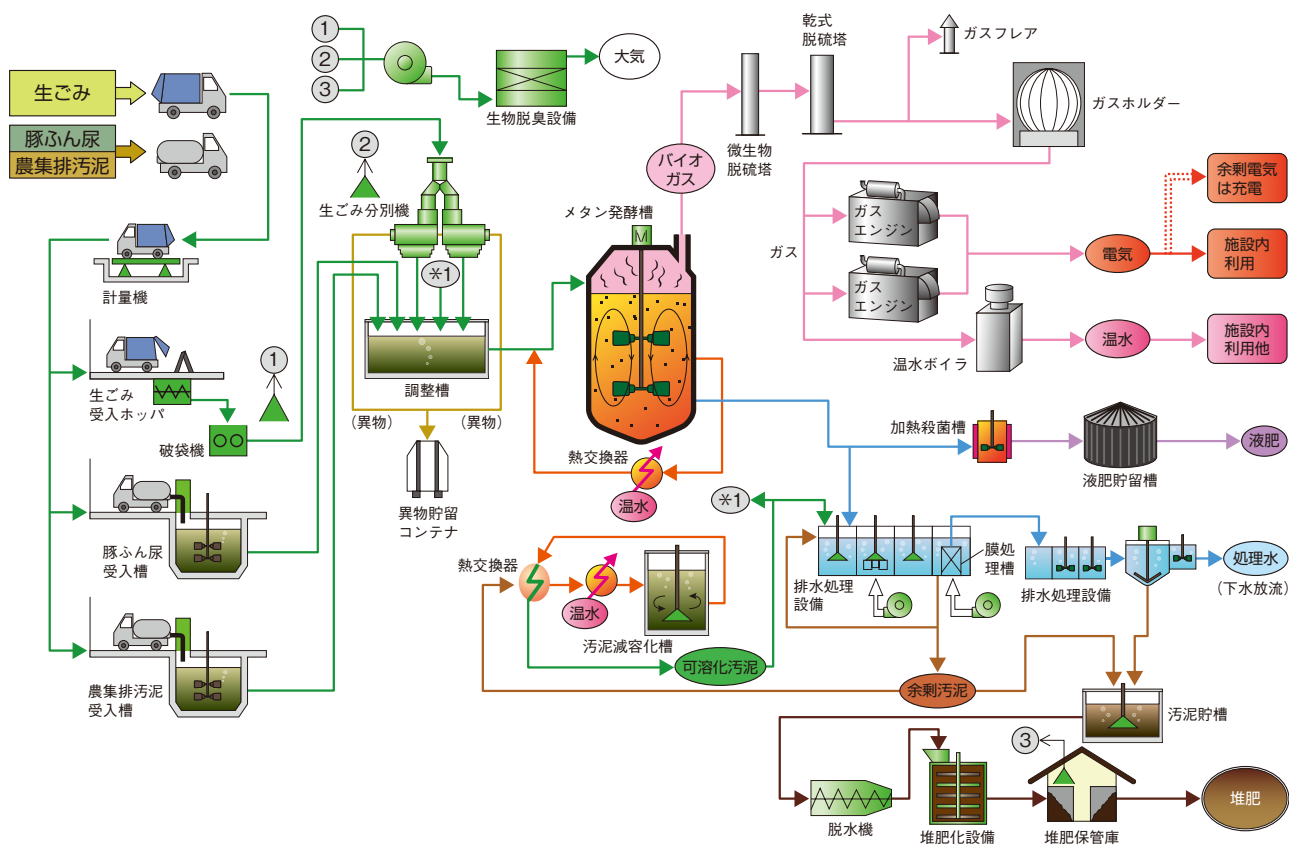 ①
②
③
大気
生物脱臭設備
生ごみ
豚ふん尿
農集排汚泥
計量機
生ごみ
受入ホッパ
①
破袋機
豚ふん尿
受入槽
農集排汚泥
受入槽
②
生ごみ分別機
*1
調整槽
(異物)
(異物)
異物貯留
コンテナ
メタン発酵槽
M
熱交換器
温水
バイオ
ガス
微生物
脱硫塔
乾式
脱硫塔
ガスフレア
ガスホルダー
ガス
ガス
エンジン
ガス
エンジン
電気
余剰電気
は充電
施設内
利用
温水ボイラ
温水
施設内
利用他
加熱殺菌槽
液肥貯留槽
液肥
*1
熱交換器
温水
汚泥減容化槽
可溶化汚泥
排水処理
設備
膜処
理槽
排水処理設備
処理水
(下水放流)
余剰汚泥
汚泥貯槽
脱水機
堆肥化設備
③
堆肥保管庫
堆肥